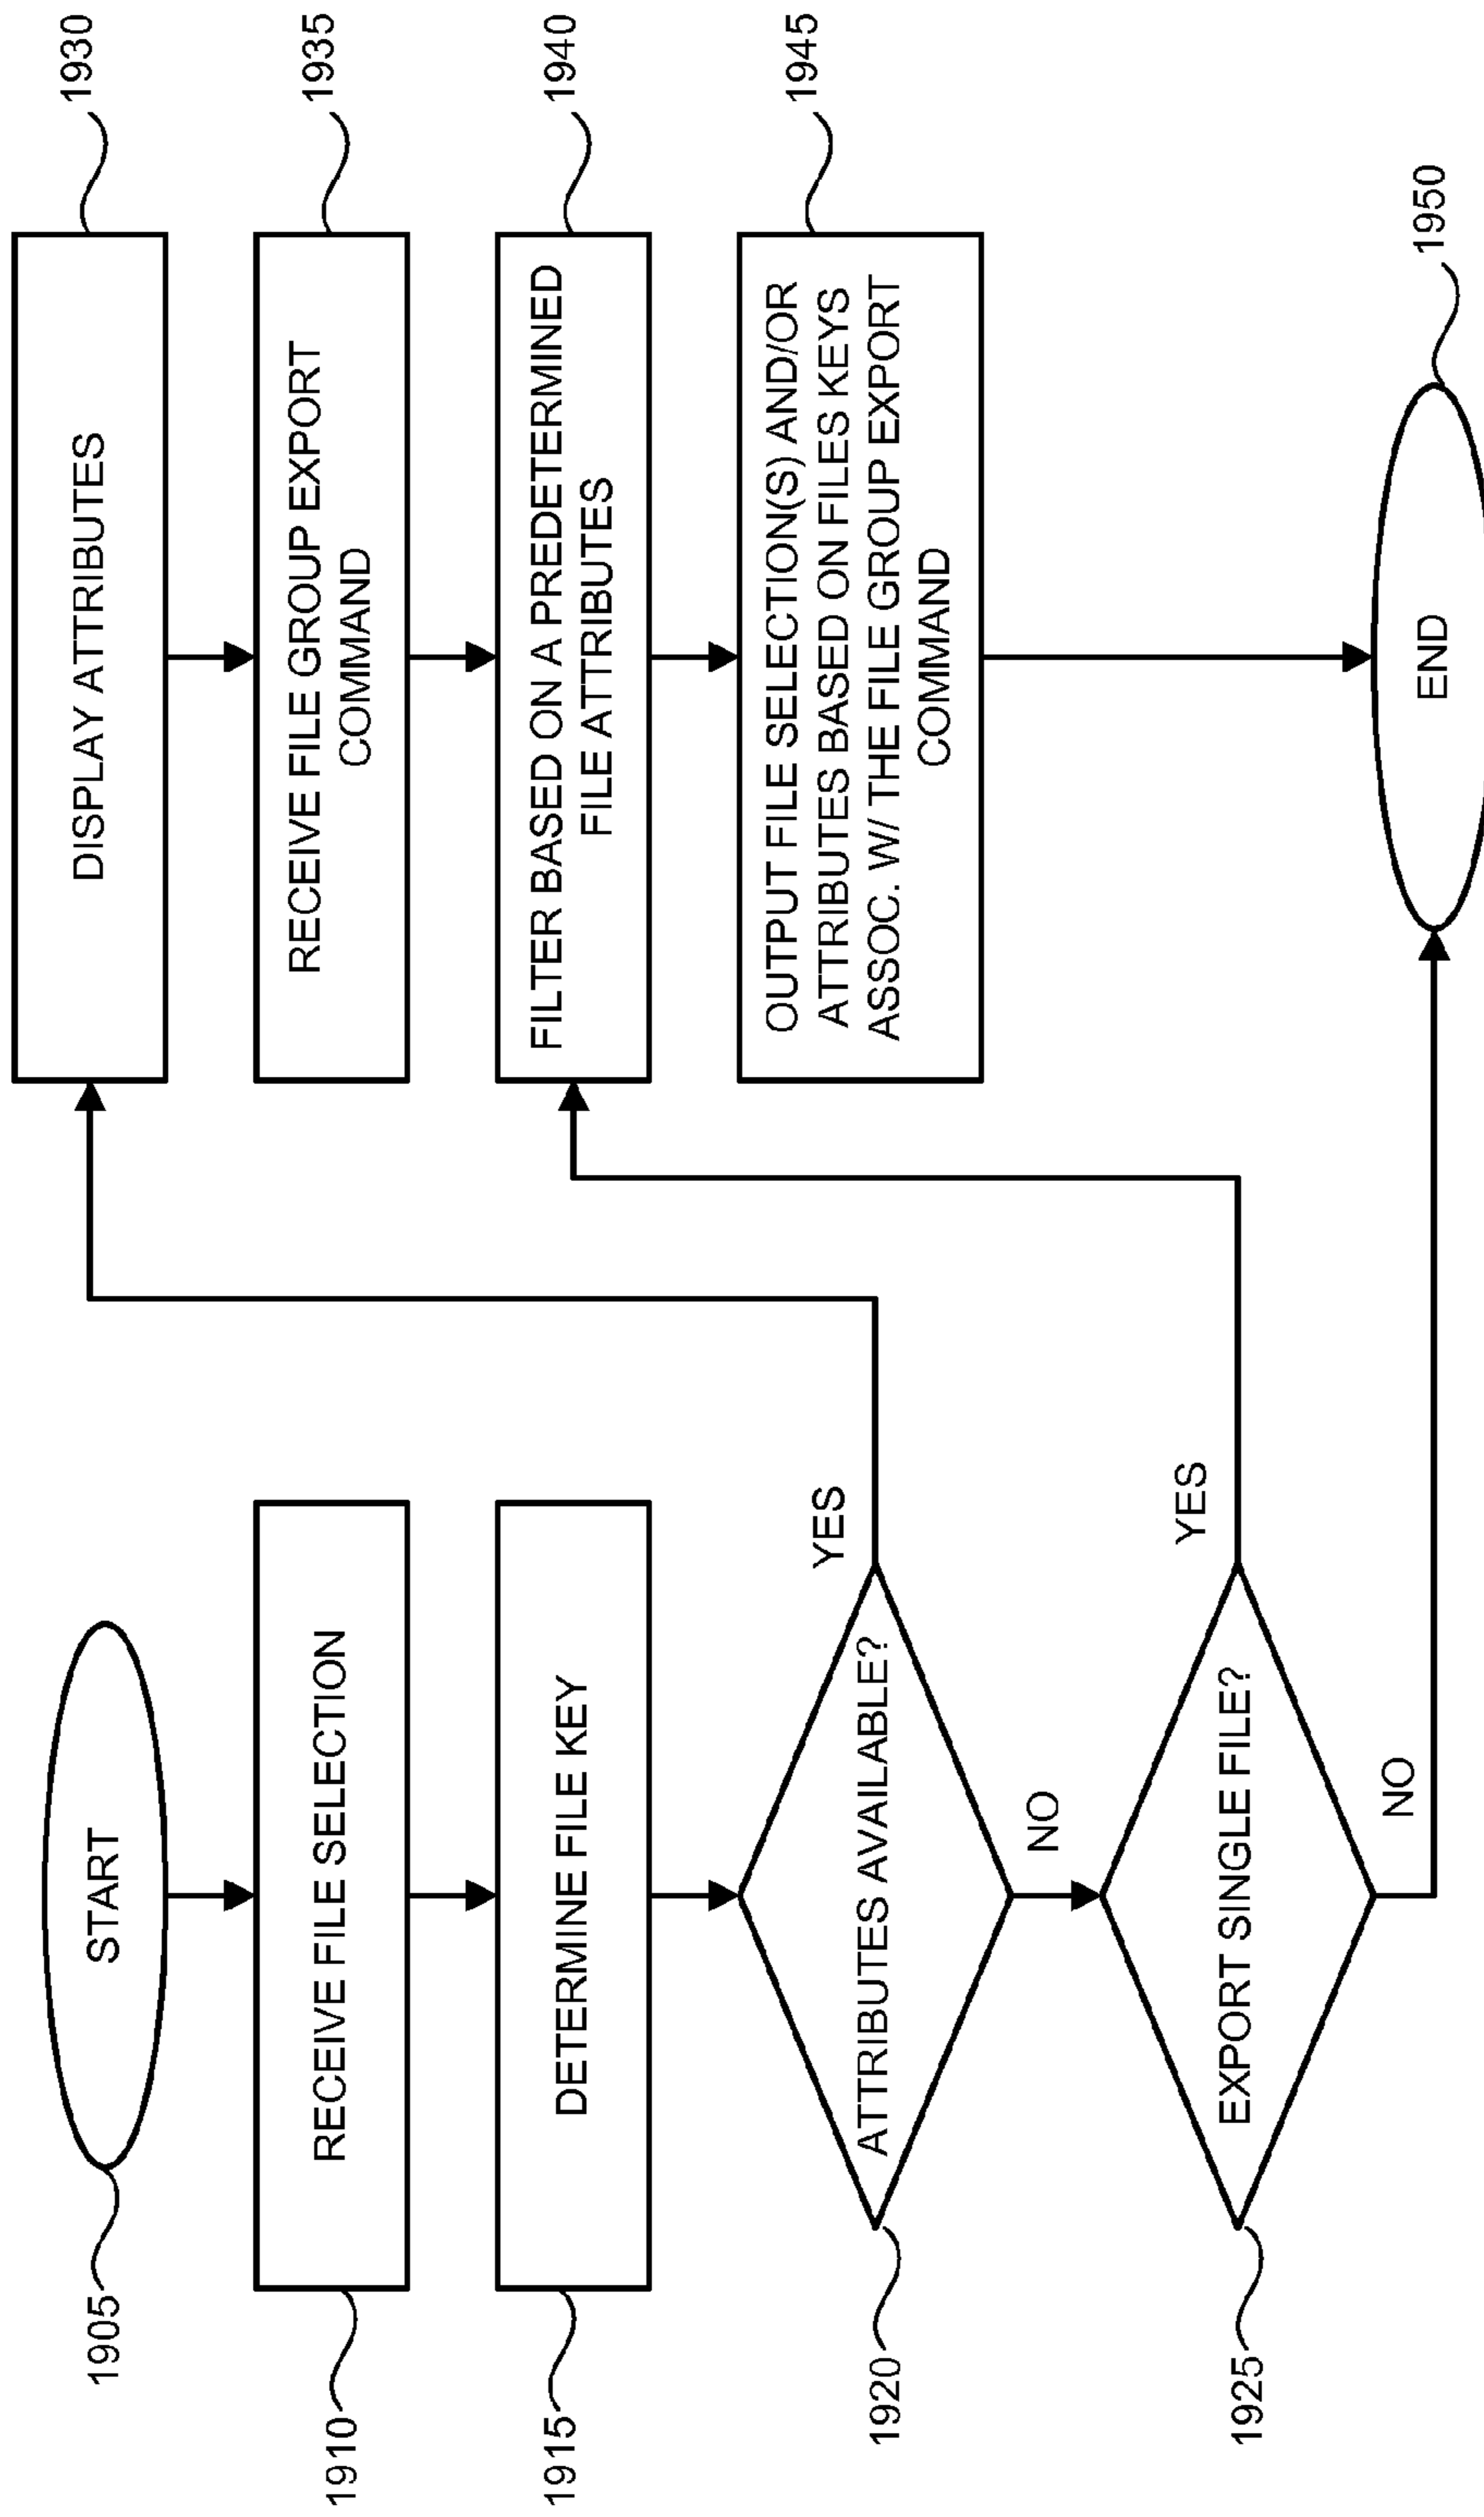 START
1905
RECEIVE FILE SELECTION
1910
DETERMINE FILE KEY
1915
ATTRIBUTES AVAILABLE?
1920
YES
NO
EXPORT SINGLE FILE?
1925
YES
NO
DISPLAY ATTRIBUTES
1930
RECEIVE FILE GROUP EXPORT
COMMAND
1935
FILTER BASED ON A PREDETERMINED
FILE ATTRIBUTES
1940
OUTPUT FILE SELECTION(S) AND/OR
ATTRIBUTES BASED ON FILES KEYS
ASSOC. W/ THE FILE GROUP EXPORT
COMMAND
1945
END
1950